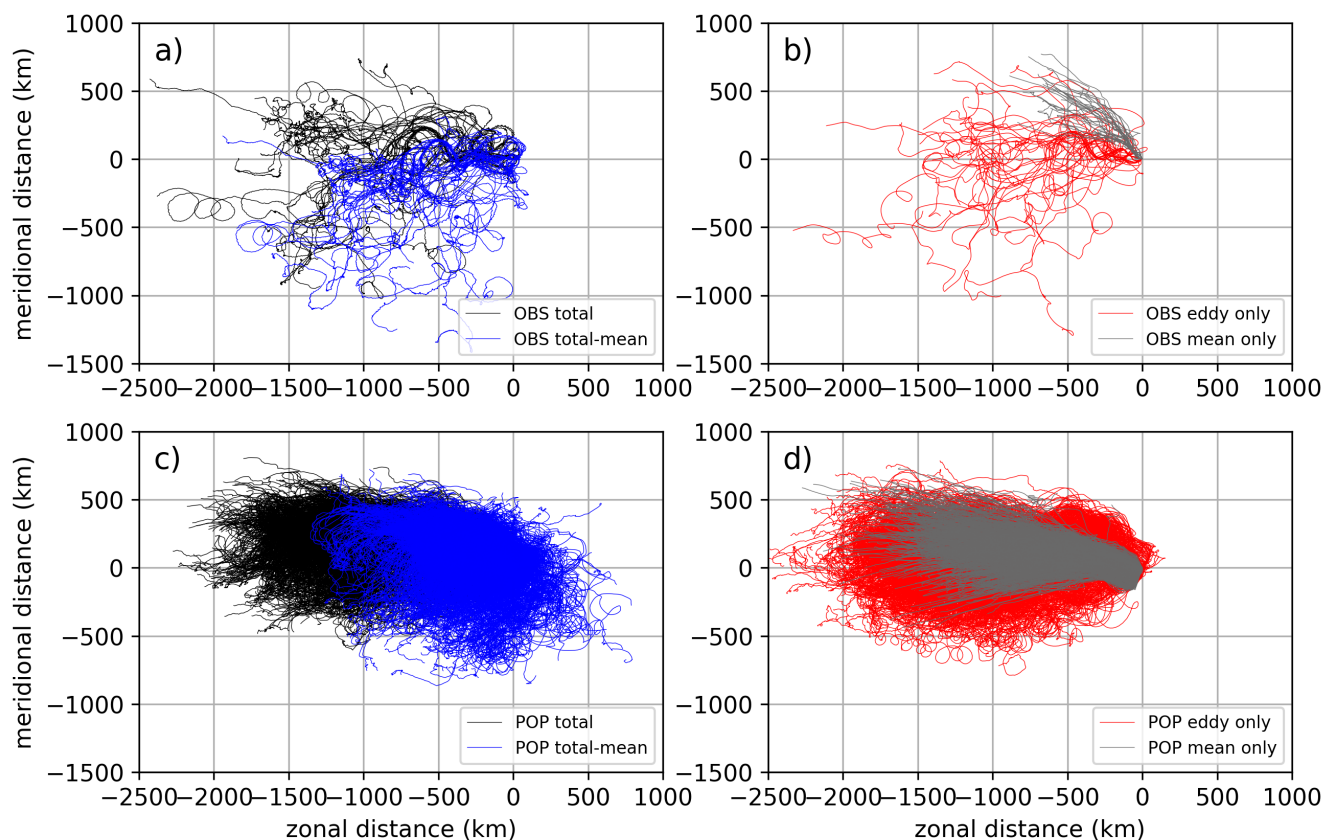 a)
b)
1000
500
0
−500
−1000
−1500
meridional distance (km)
OBS total
OBS total-mean
−2500−2000−1500−1000 −500 0 500 1000
1000
500
0
−500
−1000
−1500
OBS eddy only
OBS mean only
−2500−2000−1500−1000 −500 0 500 1000
c)
d)
1000
500
0
−500
−1000
−1500
meridional distance (km)
POP total
POP total-mean
−2500−2000−1500−1000 −500 0 500 1000
zonal distance (km)
1000
500
0
−500
−1000
−1500
POP eddy only
POP mean only
−2500−2000−1500−1000 −500 0 500 1000
zonal distance (km)